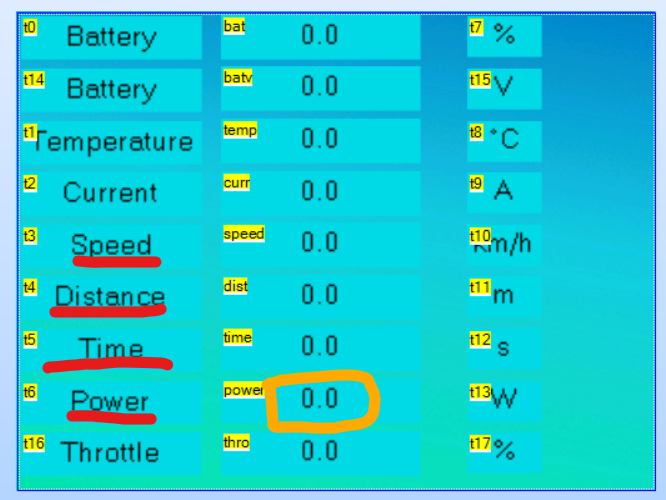 t0 Battery bat 0.0 t7 %
t14 Battery batv 0.0 t15 V
t1 Temperature temp 0.0 t8 °C
t2 Current curr 0.0 t9 A
t3 Speed speed 0.0 t10 km/h
t4 Distance dist 0.0 t11 m
t5 Time time 0.0 t12 s
t6 Power power 0.0 t13 W
t16 Throttle thro 0.0 t17 %